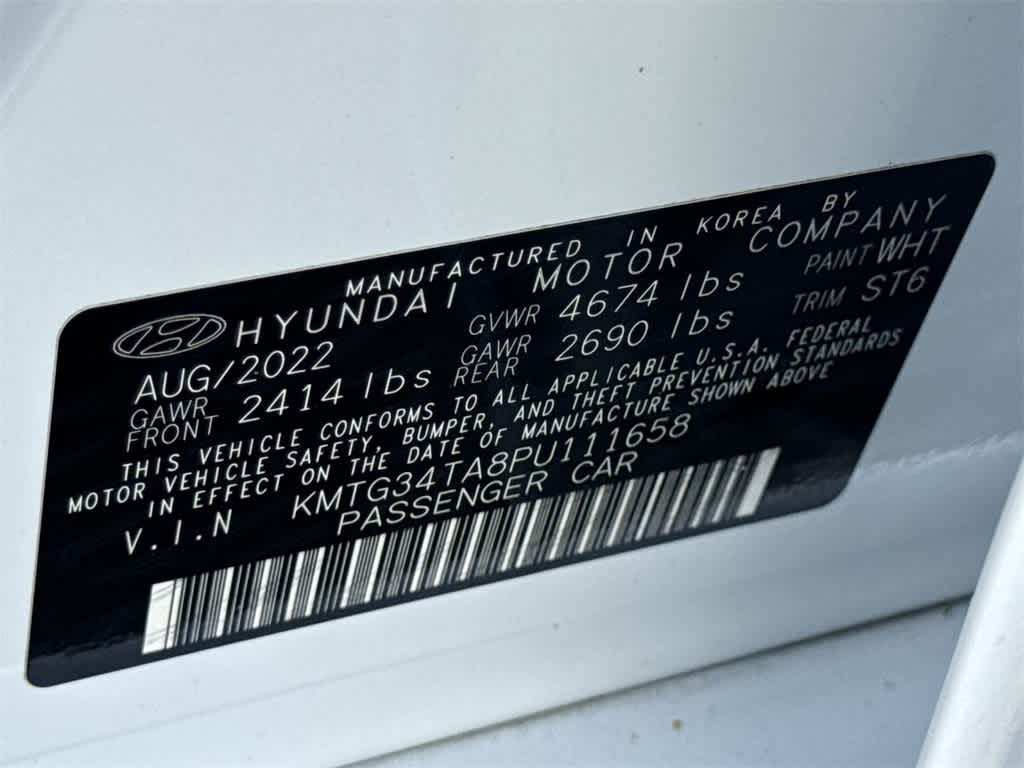 MANUFACTURED IN KOREA BY
HYUNDAI MOTOR COMPANY
AUG/2022 GVWR 4674 lbs PAINT WHT
GAWR FRONT 2414 lbs GAWR REAR 2690 lbs TRIM ST6
THIS VEHICLE CONFORMS TO ALL APPLICABLE U.S.A. FEDERAL
MOTOR VEHICLE SAFETY, BUMPER, AND THEFT PREVENTION STANDARDS
IN EFFECT ON THE DATE OF MANUFACTURE SHOWN ABOVE
V.I.N KMTG34TA8PU111658
PASSENGER CAR